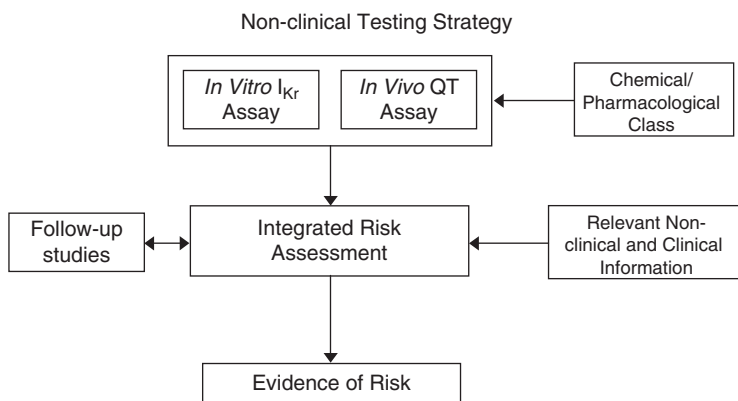 Non-clinical Testing Strategy
In Vitro IKr
Assay
In Vivo QT
Assay
Chemical/
Pharmacological
Class
Follow-up
studies
Integrated Risk
Assessment
Relevant Non-
clinical and Clinical
Information
Evidence of Risk